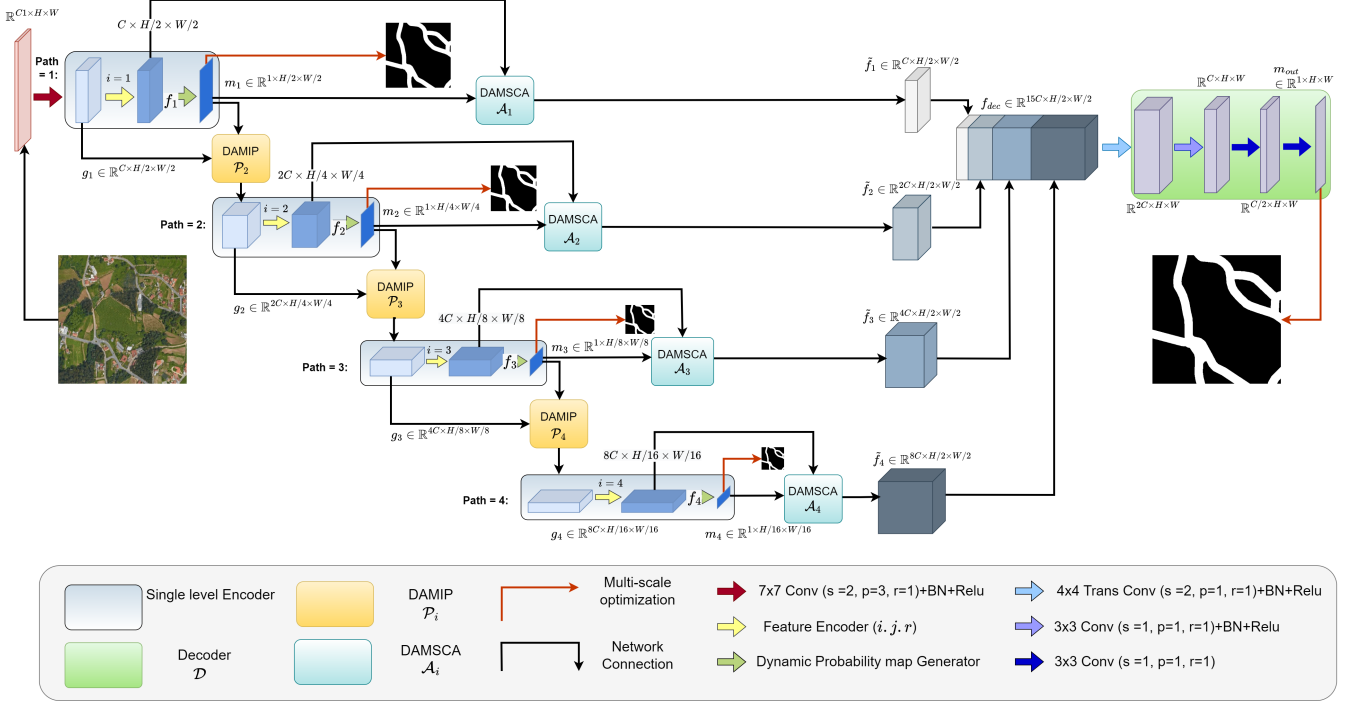 ℝ^{C1×H×W}
C × H/2 × W/2
Path
= 1:
i = 1
f_1
m_1 ∈ ℝ^{1×H/2×W/2}
DAMSCA
𝒜_1
f̃_1 ∈ ℝ^{C×H/2×W/2}
f_{dec} ∈ ℝ^{15C×H/2×W/2}
ℝ^{C×H×W}
m_{out}
∈ ℝ^{1×H×W}
g_1 ∈ ℝ^{C×H/2×W/2}
DAMIP
𝒫_2
2C × H/4 × W/4
Path = 2:
i = 2
f_2
m_2 ∈ ℝ^{1×H/4×W/4}
DAMSCA
𝒜_2
f̃_2 ∈ ℝ^{2C×H/2×W/2}
ℝ^{2C×H×W}
ℝ^{C/2×H×W}
g_2 ∈ ℝ^{2C×H/4×W/4}
DAMIP
𝒫_3
4C × H/8 × W/8
Path = 3:
i = 3
f_3
m_3 ∈ ℝ^{1×H/8×W/8}
DAMSCA
𝒜_3
f̃_3 ∈ ℝ^{4C×H/2×W/2}
g_3 ∈ ℝ^{4C×H/8×W/8}
DAMIP
𝒫_4
8C × H/16 × W/16
Path = 4:
i = 4
f_4
DAMSCA
𝒜_4
f̃_4 ∈ ℝ^{8C×H/2×W/2}
g_4 ∈ ℝ^{8C×H/16×W/16}
m_4 ∈ ℝ^{1×H/16×W/16}
Single level Encoder
DAMIP
𝒫_i
Multi-scale
optimization
7x7 Conv (s =2, p=3, r=1)+BN+Relu
4x4 Trans Conv (s =2, p=1, r=1)+BN+Relu
Feature Encoder (i.j.r)
3x3 Conv (s =1, p=1, r=1)+BN+Relu
Decoder
𝒟
DAMSCA
𝒜_i
Network
Connection
Dynamic Probability map Generator
3x3 Conv (s =1, p=1, r=1)